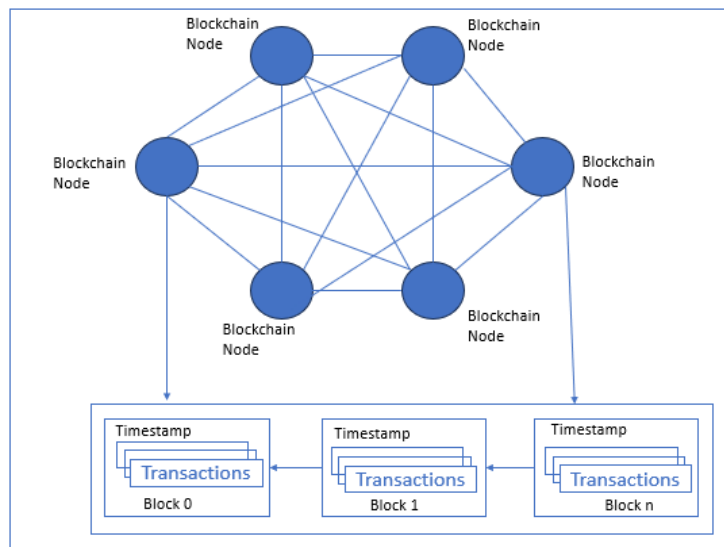 Blockchain
Node
Blockchain
Node
Blockchain
Node
Blockchain
Node
Blockchain
Node
Blockchain
Node
Timestamp
Transactions
Block 0
Timestamp
Transactions
Block 1
Timestamp
Transactions
Block n